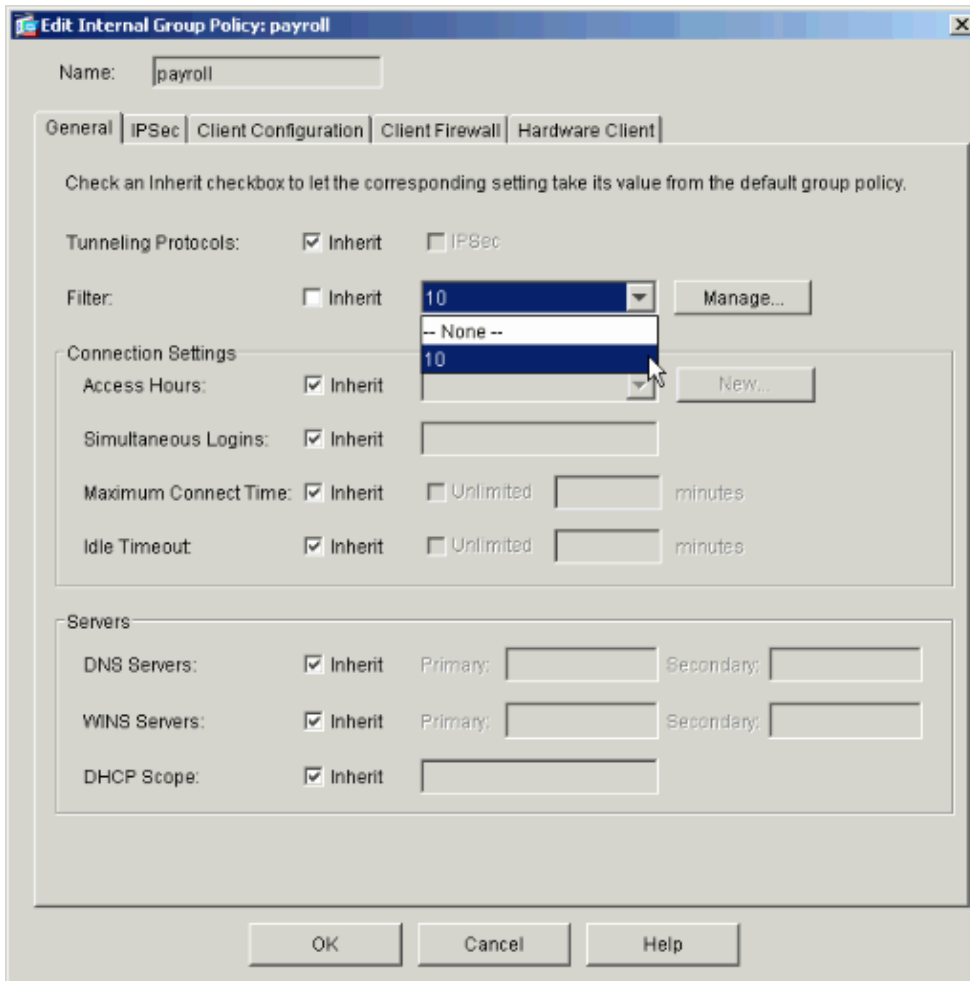 Edit Internal Group Policy: payroll
Name: payroll
General IPSec Client Configuration Client Firewall Hardware Client
Check an Inherit checkbox to let the corresponding setting take its value from the default group policy.
Tunneling Protocols: Inherit IPSec
Filter: Inherit 10 Manage...
-- None --
10
Connection Settings
Access Hours: Inherit New...
Simultaneous Logins: Inherit
Maximum Connect Time: Inherit Unlimited minutes
Idle Timeout: Inherit Unlimited minutes
Servers
DNS Servers: Inherit Primary: Secondary:
WINS Servers: Inherit Primary: Secondary:
DHCP Scope: Inherit
OK Cancel Help